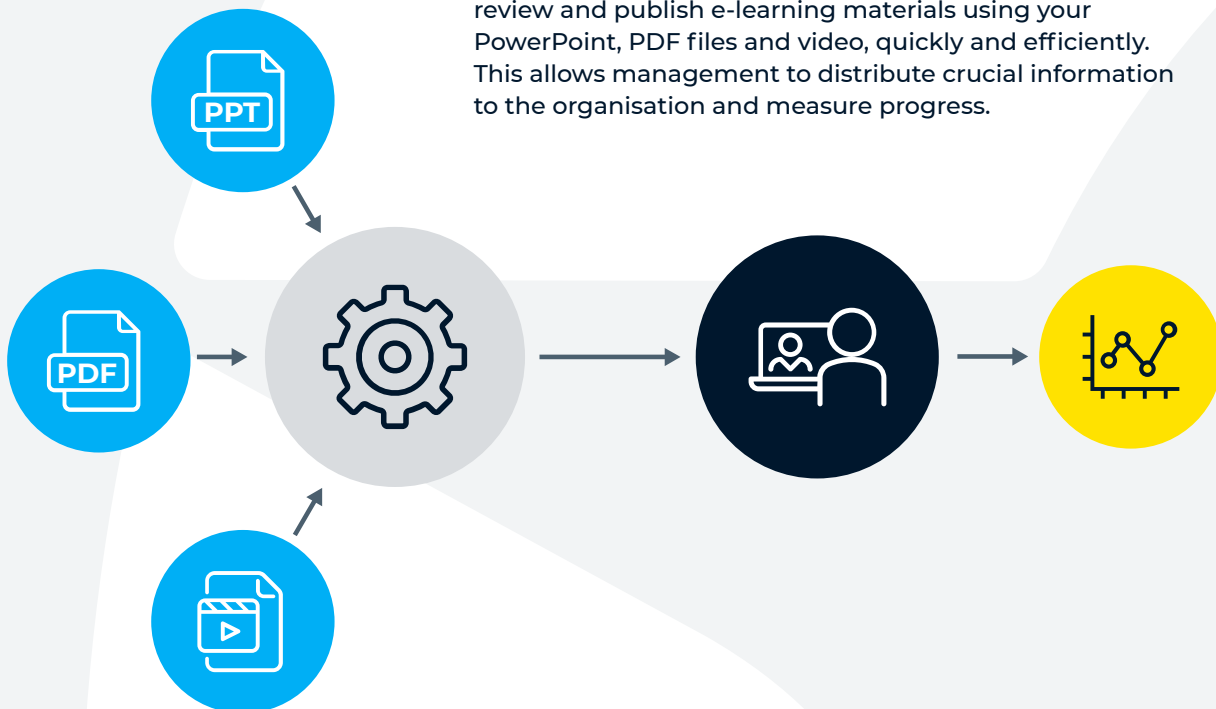 review and publish e-learning materials using your
PowerPoint, PDF files and video, quickly and efficiently.
This allows management to distribute crucial information
to the organisation and measure progress.
PPT
PDF